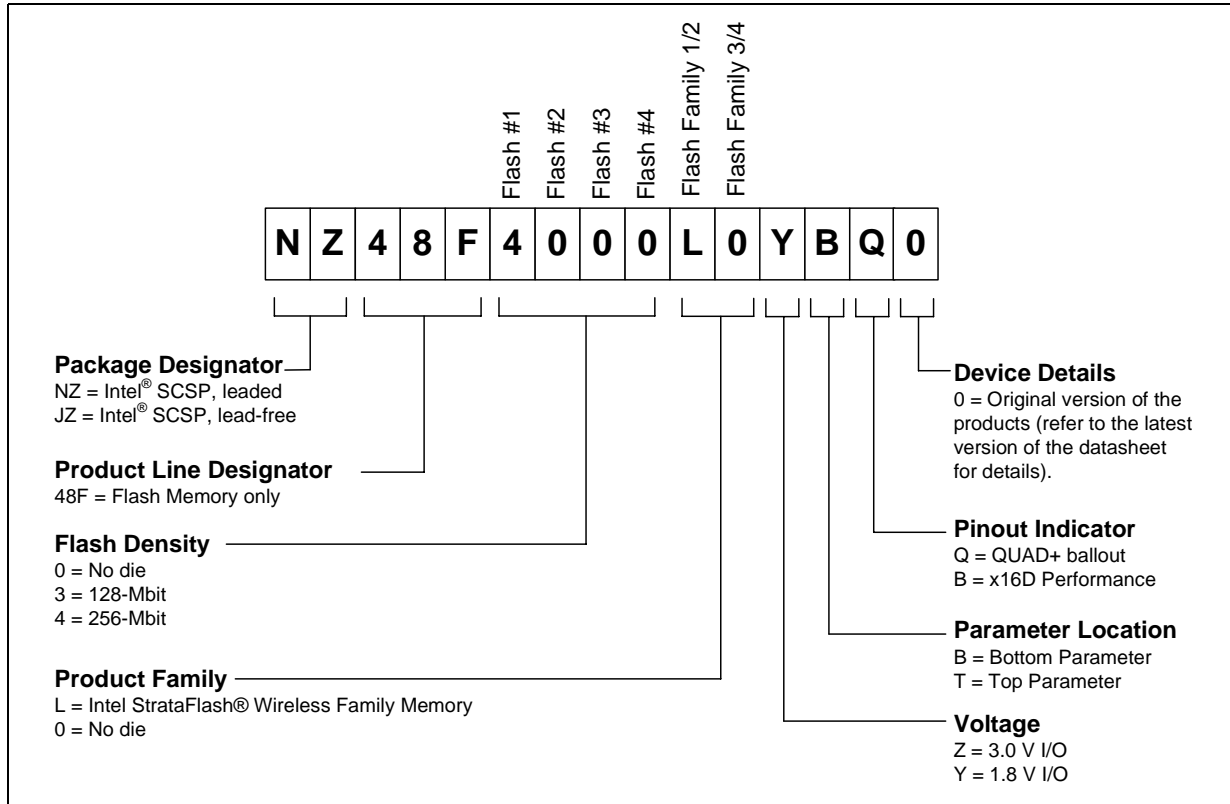 Flash #1
Flash #2
Flash #3
Flash #4
Flash Family 1/2
Flash Family 3/4
N Z 4 8 F 4 0 0 0 L 0 Y B Q 0
Package Designator
NZ = Intel® SCSP, leaded
JZ = Intel® SCSP, lead-free
Product Line Designator
48F = Flash Memory only
Flash Density
0 = No die
3 = 128-Mbit
4 = 256-Mbit
Product Family
L = Intel StrataFlash® Wireless Family Memory
0 = No die
Device Details
0 = Original version of the
products (refer to the latest
version of the datasheet
for details).
Pinout Indicator
Q = QUAD+ ballout
B = x16D Performance
Parameter Location
B = Bottom Parameter
T = Top Parameter
Voltage
Z = 3.0 V I/O
Y = 1.8 V I/O